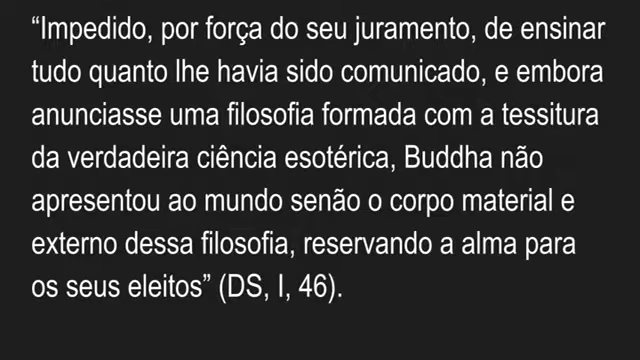 “Impedido, por força do seu juramento, de ensinar
tudo quanto lhe havia sido comunicado, e embora
anunciasse uma filosofia formada com a tessitura
da verdadeira ciência esotérica, Buddha não
apresentou ao mundo senão o corpo material e
externo dessa filosofia, reservando a alma para
os seus eleitos” (DS, I, 46).